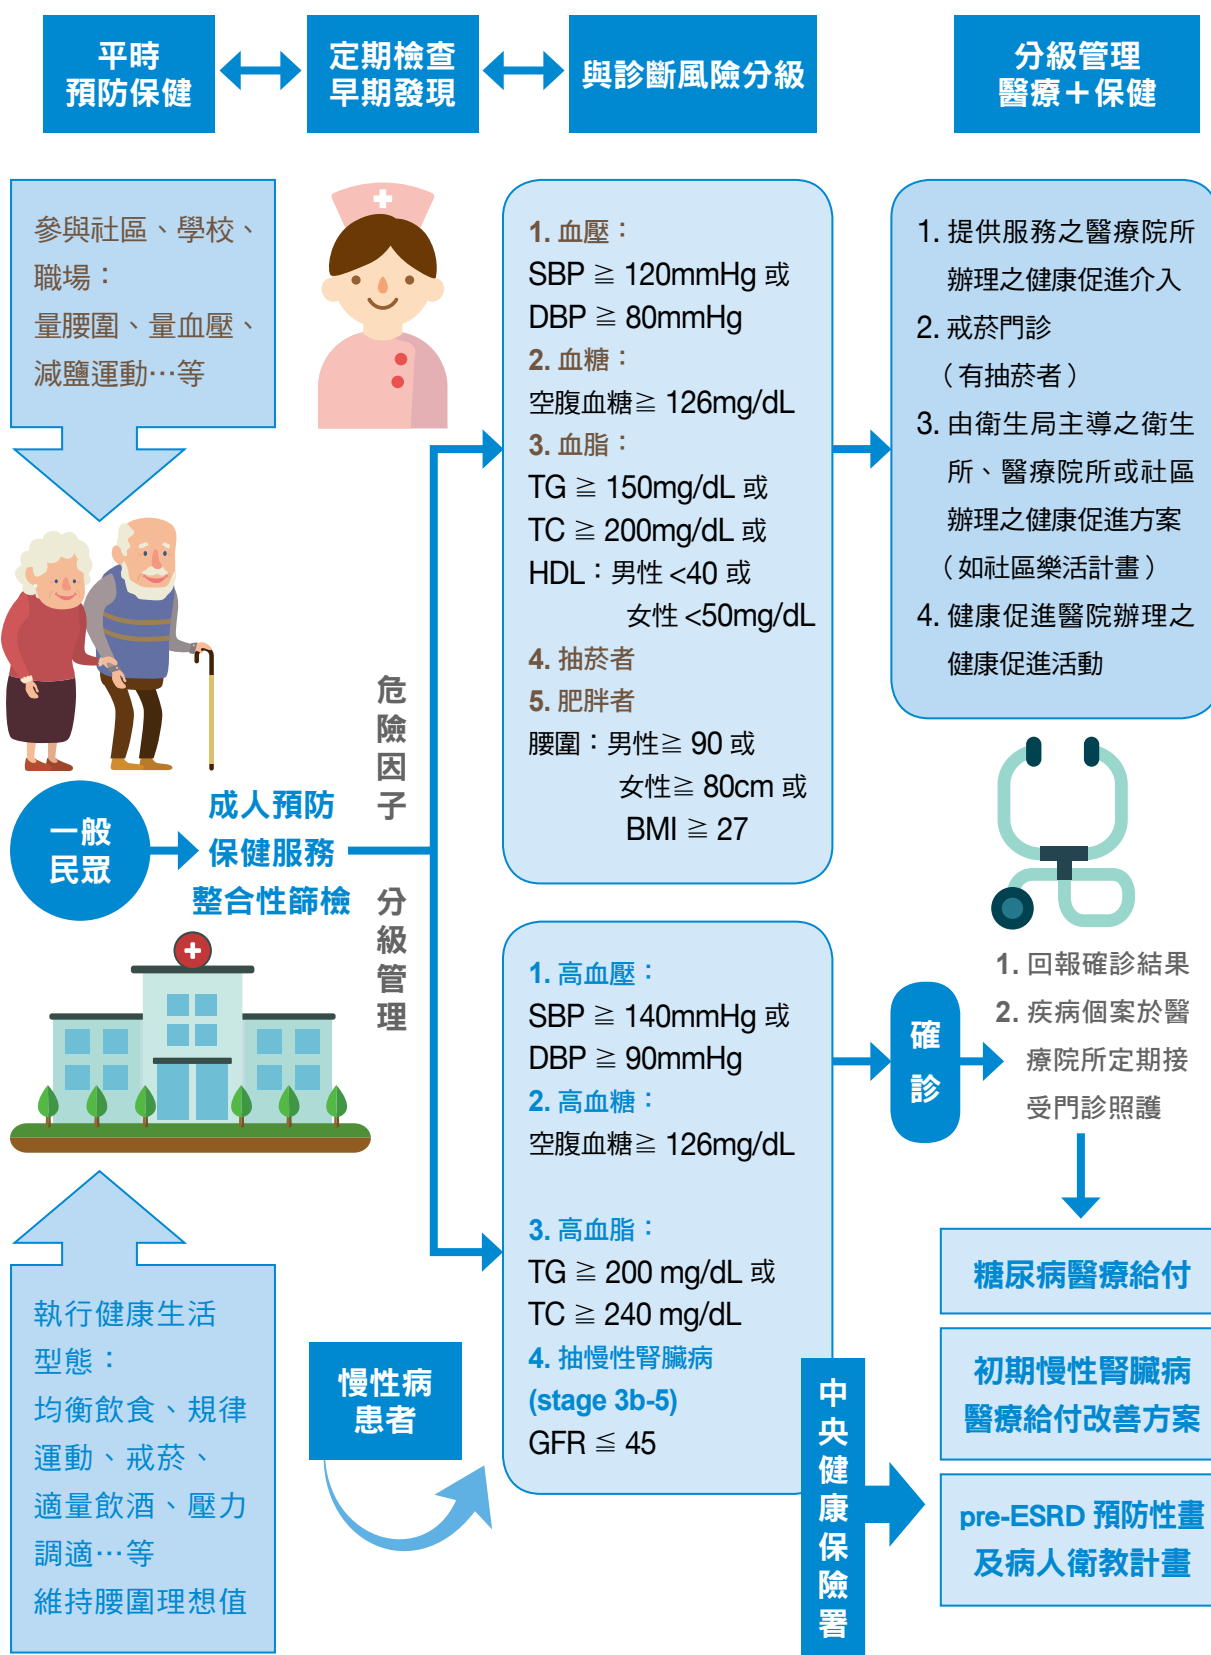 平時
預防保健
定期檢查
早期發現
與診斷風險分級
分級管理
醫療＋保健
參與社區、學校、
職場：
量腰圍、量血壓、
減鹽運動…等
1. 血壓：
SBP ≧ 120mmHg 或
DBP ≧ 80mmHg
2. 血糖：
空腹血糖≧ 126mg/dL
3. 血脂：
TG ≧ 150mg/dL 或
TC ≧ 200mg/dL 或
HDL：男性 <40 或
女性 <50mg/dL
4. 抽菸者
5. 肥胖者
腰圍：男性≧ 90 或
女性≧ 80cm 或
BMI ≧ 27
1. 提供服務之醫療院所
辦理之健康促進介入
2. 戒菸門診
（有抽菸者）
3. 由衛生局主導之衛生
所、醫療院所或社區
辦理之健康促進方案
（如社區樂活計畫）
4. 健康促進醫院辦理之
健康促進活動
一般
民眾
成人預防
保健服務
整合性篩檢
危險因子
分級管理
1. 高血壓：
SBP ≧ 140mmHg 或
DBP ≧ 90mmHg
2. 高血糖：
空腹血糖≧ 126mg/dL
3. 高血脂：
TG ≧ 200 mg/dL 或
TC ≧ 240 mg/dL
4. 抽慢性腎臟病
(stage 3b-5)
GFR ≦ 45
確診
1. 回報確診結果
2. 疾病個案於醫
療院所定期接
受門診照護
執行健康生活
型態：
均衡飲食、規律
運動、戒菸、
適量飲酒、壓力
調適…等
維持腰圍理想值
慢性病
患者
中央健康保險署
糖尿病醫療給付
初期慢性腎臟病
醫療給付改善方案
pre-ESRD 預防性畫
及病人衛教計畫